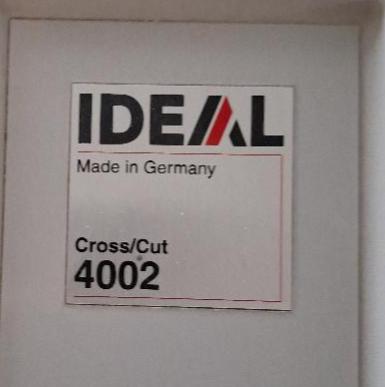 IDEAL
Made in Germany
Cross/Cut
4002